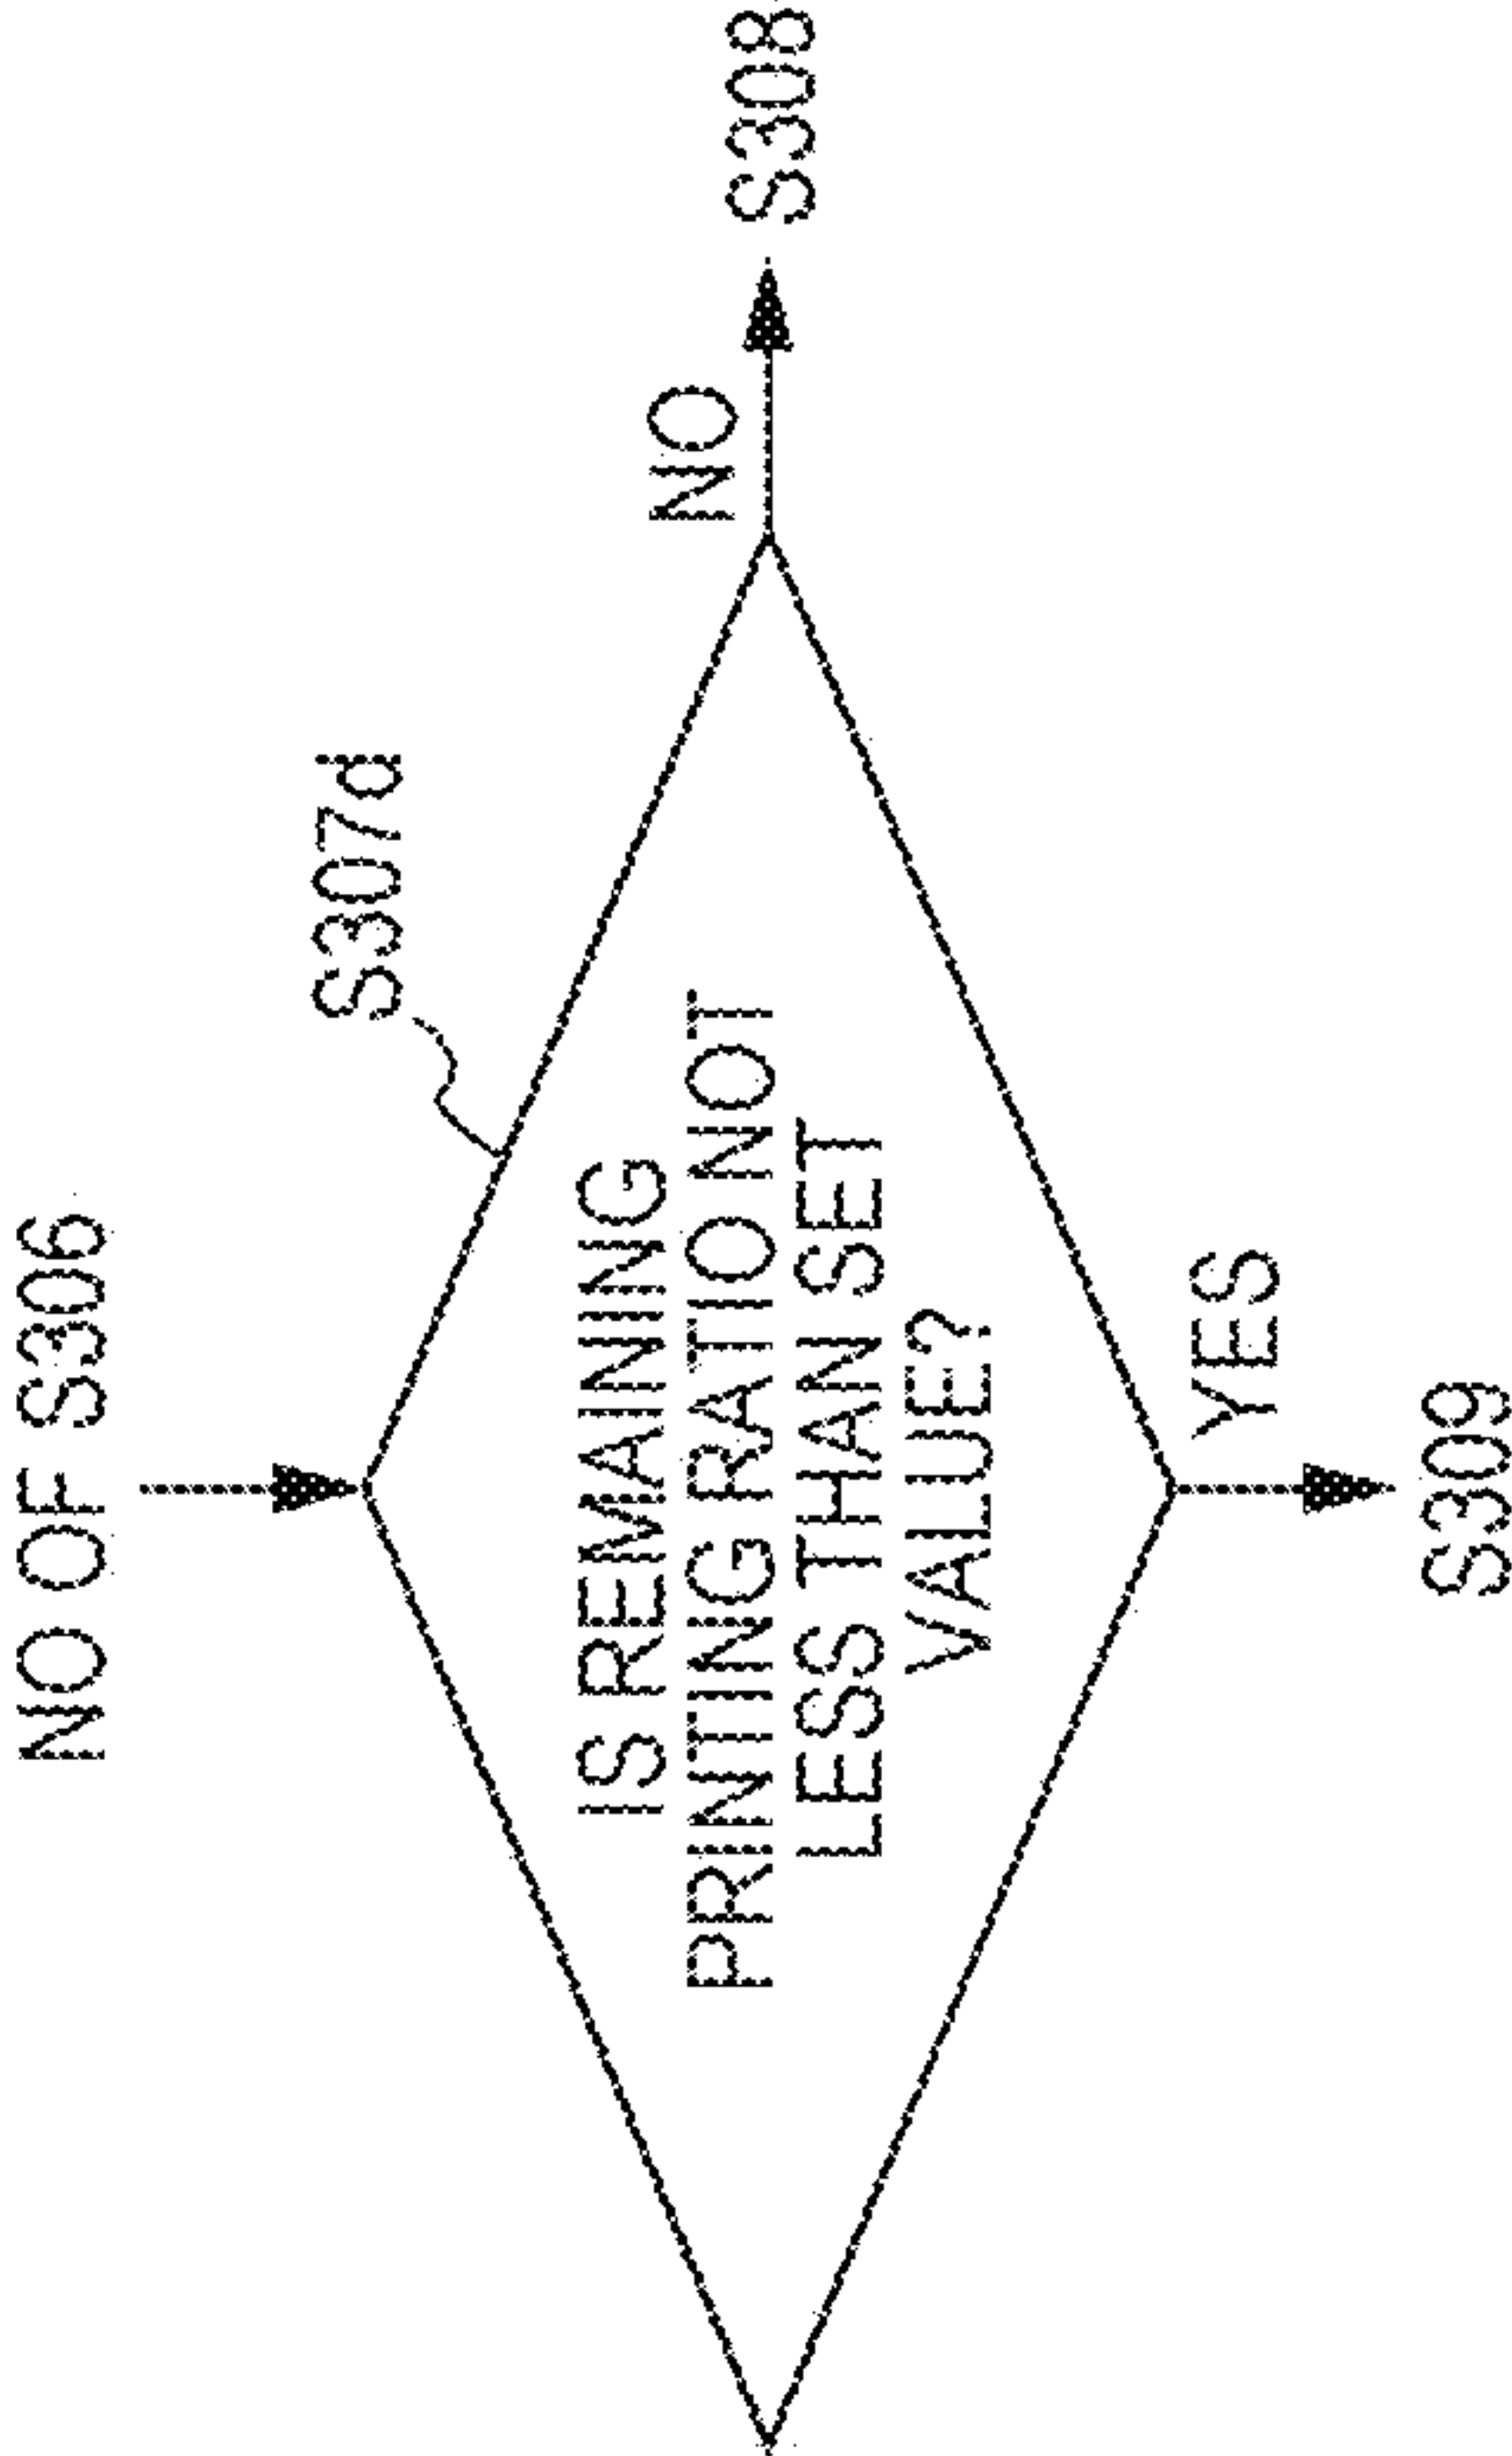 NO OF S306
S307d
IS REMAINING
PRINTING RATIO NOT
LESS THAN SET
VALUE?
NO
S308
YES
S309